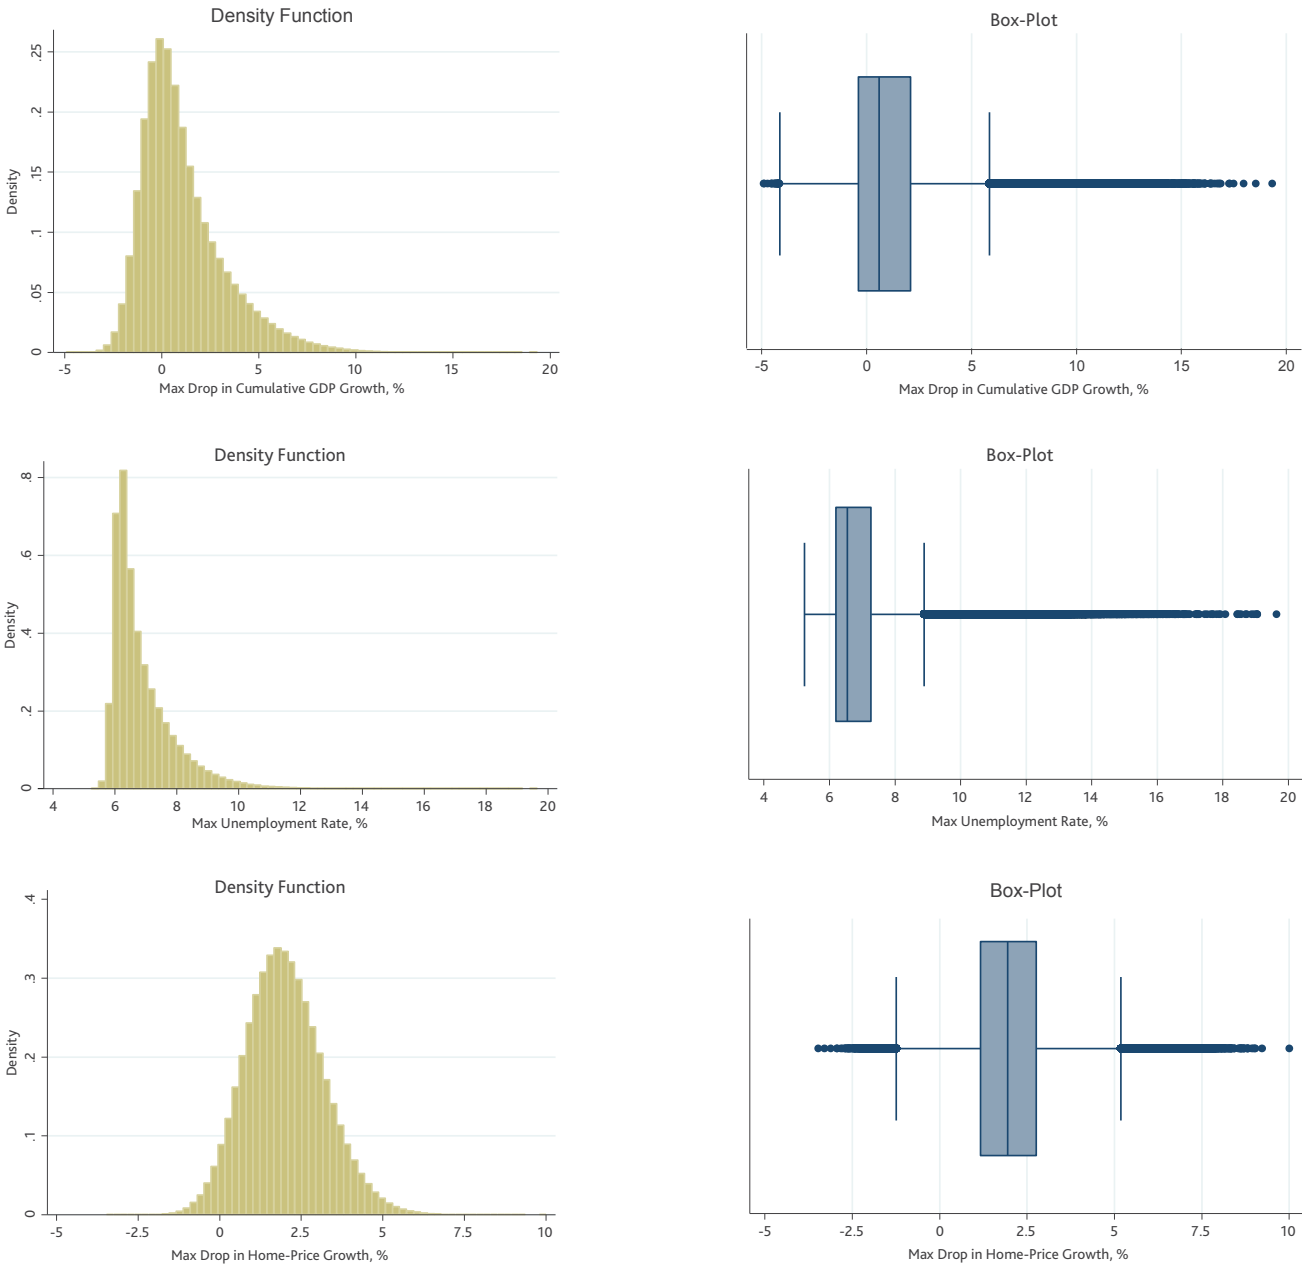 Density Function
.25
.2
.15
.1
.05
0
Density
-5 0 5 10 15 20
Max Drop in Cumulative GDP Growth, %
Box-Plot
-5 0 5 10 15 20
Max Drop in Cumulative GDP Growth, %
Density Function
.8
.6
.4
.2
0
Density
4 6 8 10 12 14 16 18 20
Max Unemployment Rate, %
Box-Plot
4 6 8 10 12 14 16 18 20
Max Unemployment Rate, %
Density Function
.4
.3
.2
.1
0
Density
-5 -2.5 0 2.5 5 7.5 10
Max Drop in Home-Price Growth, %
Box-Plot
-5 -2.5 0 2.5 5 7.5 10
Max Drop in Home-Price Growth, %